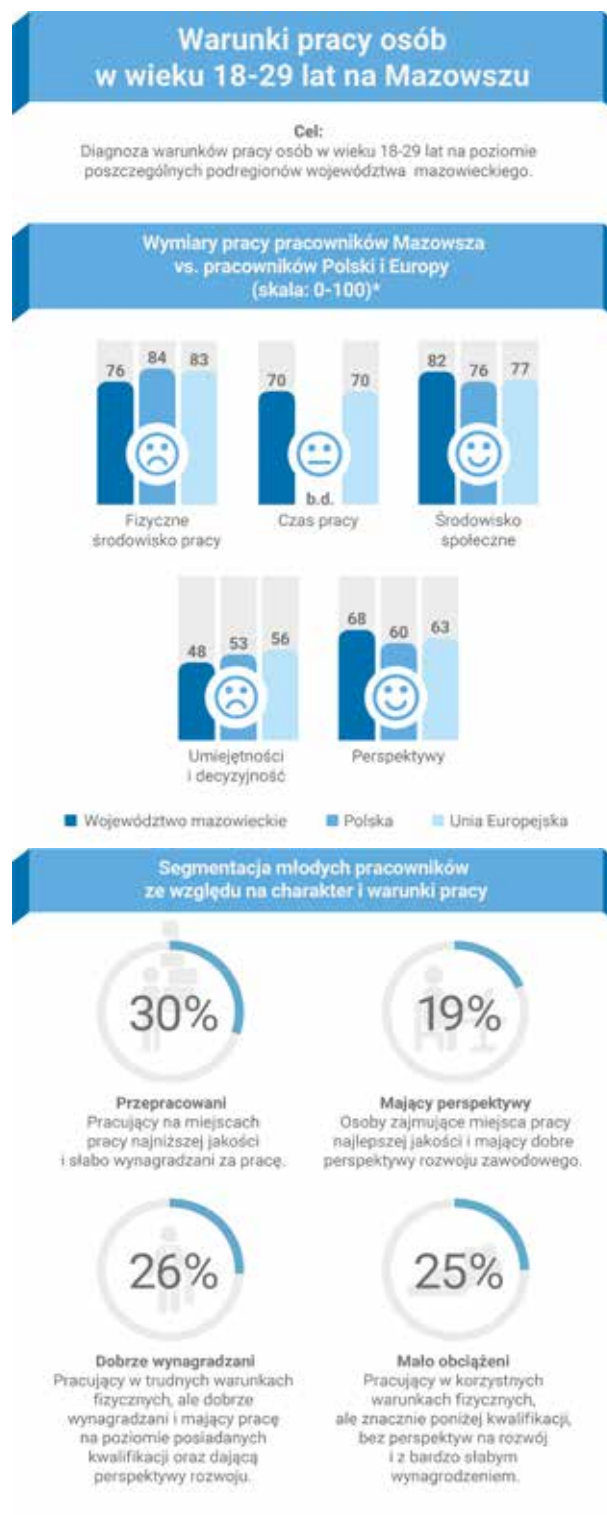 Warunki pracy osób
w wieku 18-29 lat na Mazowszu
Cel:
Diagnoza warunków pracy osób w wieku 18-29 lat na poziomie
poszczególnych podregionów województwa mazowieckiego.
Wymiary pracy pracowników Mazowsza
vs. pracowników Polski i Europy
(skala: 0-100)*
76 84 83
70 70
b.d.
82 76 77
Fizyczne
środowisko pracy
Czas pracy
Środowisko
społeczne
48 53 56
68 60 63
Umiejętności
i decyzyjność
Perspektywy
Województwo mazowieckie
Polska
Unia Europejska
Segmentacja młodych pracowników
ze względu na charakter i warunki pracy
30%
Przepracowani
Pracujący na miejscach
pracy najniższej jakości
i słabo wynagradzani za pracę.
19%
Mający perspektywy
Osoby zajmujące miejsca pracy
najlepszej jakości i mający dobre
perspektywy rozwoju zawodowego.
26%
Dobrze wynagradzani
Pracujący w trudnych warunkach
fizycznych, ale dobrze
wynagradzani i mający pracę
na poziomie posiadanych
kwalifikacji oraz dającą
perspektywy rozwoju.
25%
Mało obciążeni
Pracujący w korzystnych
warunkach fizycznych,
ale znacznie poniżej kwalifikacji,
bez perspektyw na rozwój
i z bardzo słabym
wynagrodzeniem.